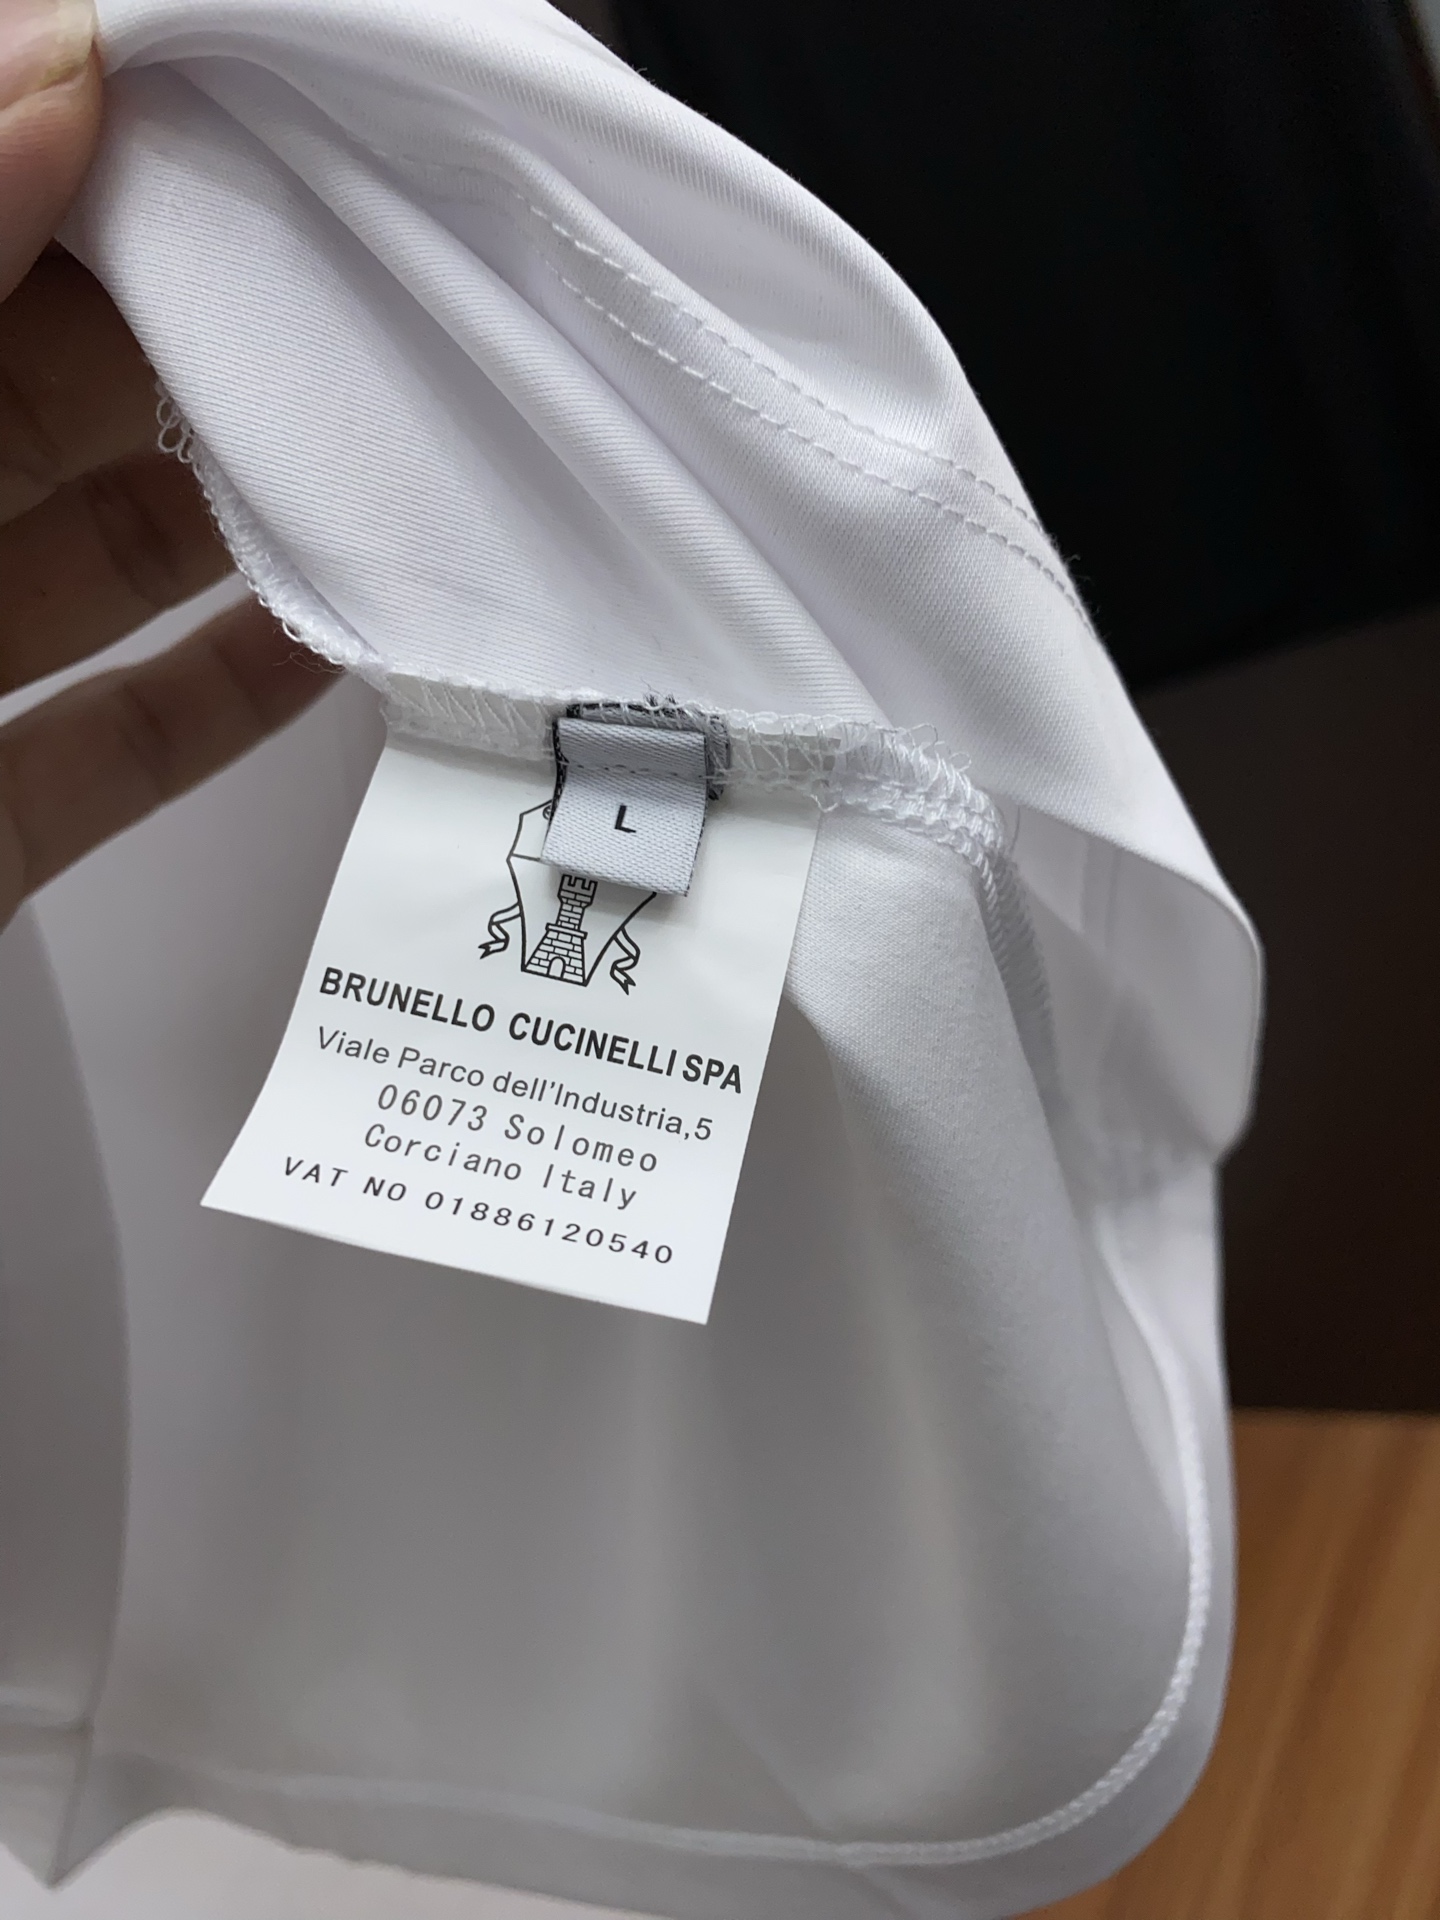 L
BRUNELLO CUCINELLI SPA
Viale Parco dell'Industria,5
06073 Solomeo
Corciano Italy
VAT NO 01886120540